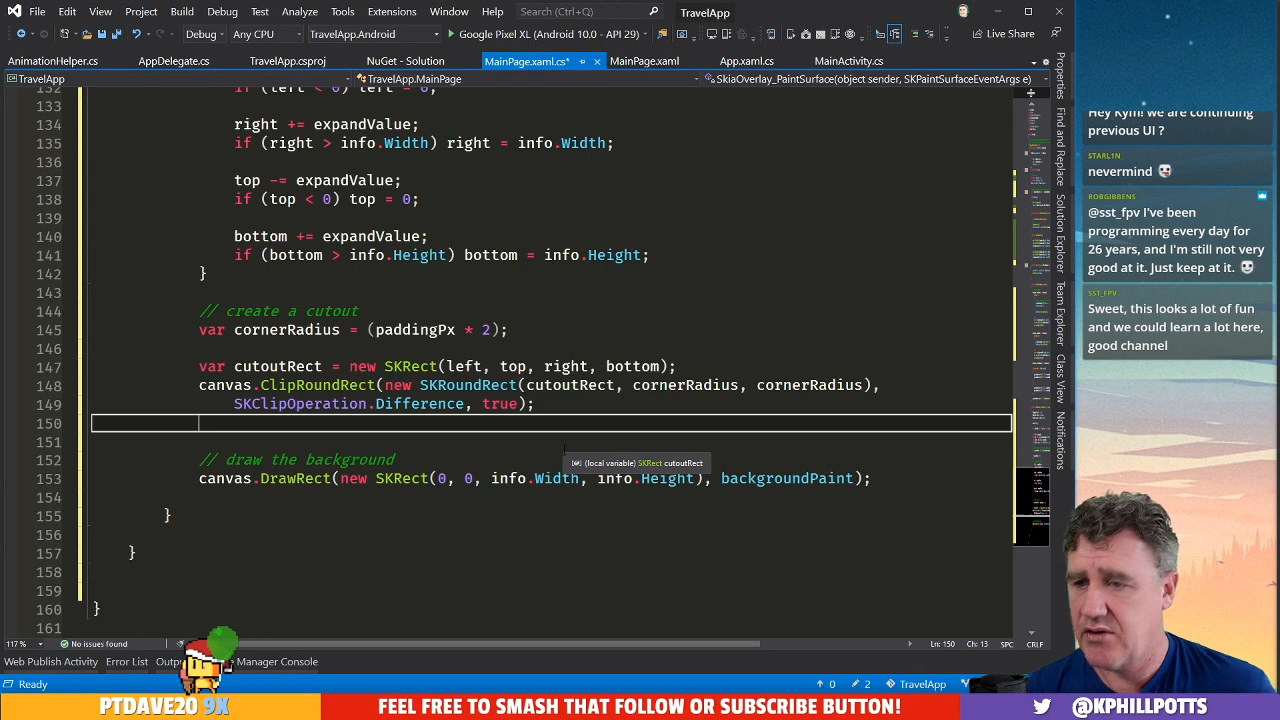 File Edit View Project Build Debug Test Analyze Tools Extensions Window Help Search (Ctrl+Q) TravelApp
Debug Any CPU TravelApp.Android Google Pixel XL (Android 10.0 - API 29) Live Share
AnimationHelper.cs AppDelegate.cs TravelApp.csproj NuGet - Solution MainPage.xaml.cs* MainPage.xaml App.xaml.cs MainActivity.cs
TravelApp TravelApp.MainPage SkiaOverlay_PaintSurface(object sender, SKPaintSurfaceEventArgs e)
132 if (left < 0) left = 0;
133
134 right += expandValue;
135 if (right > info.Width) right = info.Width;
136
137 top -= expandValue;
138 if (top < 0) top = 0;
139
140 bottom += expandValue;
141 if (bottom > info.Height) bottom = info.Height;
142 }
143
144 // create a cutout
145 var cornerRadius = (paddingPx * 2);
146
147 var cutoutRect = new SKRect(left, top, right, bottom);
148 canvas.ClipRoundRect(new SKRoundRect(cutoutRect, cornerRadius, cornerRadius),
149 SKClipOperation.Difference, true);
150
151
(local variable) SKRect cutoutRect
152 // draw the background
153 canvas.DrawRect(new SKRect(0, 0, info.Width, info.Height), backgroundPaint);
154
155 }
156
157 }
158
159
160 }
161
117 % No issues found Ln: 150 Ch: 13 SPC CRLF
Web Publish Activity Error List Manager Console
Ready 0 2 TravelApp
Properties
Find and Replace
Solution Explorer
Team Explorer
Class View
Notifications
Hey Kym! we are continuing
previous UI ?
STARL1N_
nevermind
ROBGIBBENS
@sst_fpv I've been
programming every day for
26 years, and I'm still not very
good at it. Just keep at it.
SST_FPV
Sweet, this looks a lot of fun
and we could learn a lot here,
good channel
PTDAVE20 9X FEEL FREE TO SMASH THAT FOLLOW OR SUBSCRIBE BUTTON! @KPHILLPOTTS